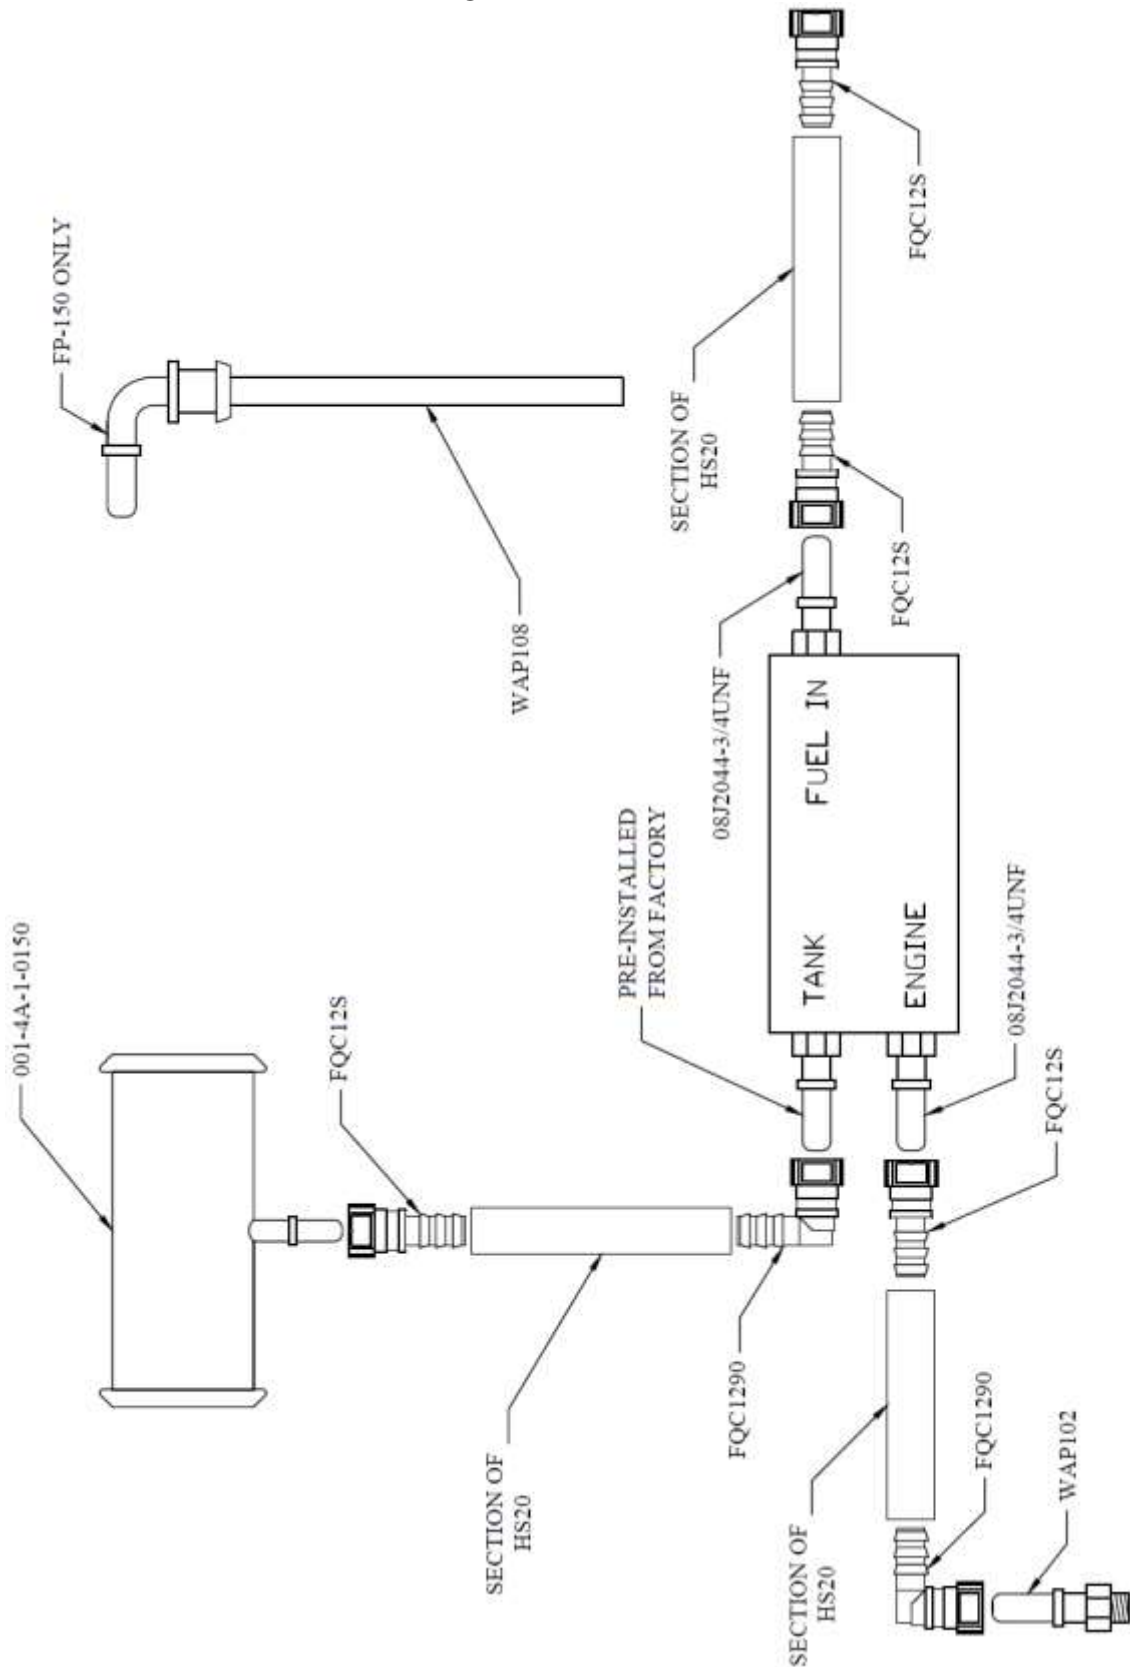 001-4A-1-0150
FQC12S
SECTION OF
HS20
FQC1290
SECTION OF
HS20
FQC1290
WAP102
FQC12S
08J2044-3/4UNF
PRE-INSTALLED
FROM FACTORY
TANK
ENGINE
FUEL IN
08J2044-3/4UNF
FQC12S
SECTION OF
HS20
FQC12S
FP-150 ONLY
WAP108